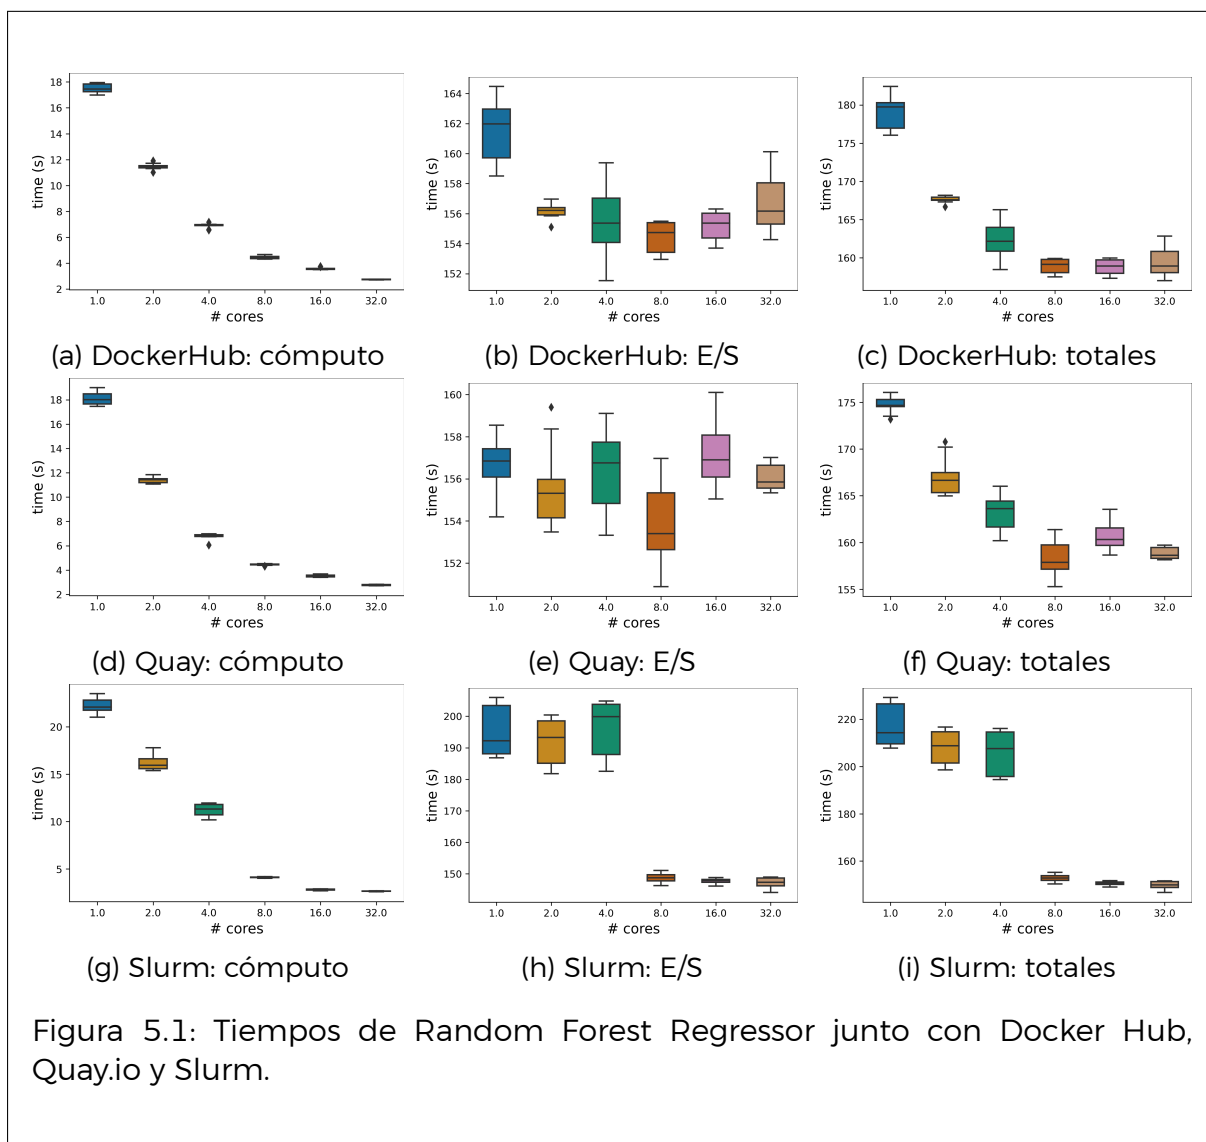 18
16
14
12
10
8
6
4
2
time (s)
1.0 2.0 4.0 8.0 16.0 32.0
# cores
164
162
160
158
156
154
152
time (s)
1.0 2.0 4.0 8.0 16.0 32.0
# cores
180
175
170
165
160
time (s)
1.0 2.0 4.0 8.0 16.0 32.0
# cores
(a) DockerHub: cómputo
(b) DockerHub: E/S
(c) DockerHub: totales
18
16
14
12
10
8
6
4
2
time (s)
1.0 2.0 4.0 8.0 16.0 32.0
# cores
160
158
156
154
152
time (s)
1.0 2.0 4.0 8.0 16.0 32.0
# cores
175
170
165
160
155
time (s)
1.0 2.0 4.0 8.0 16.0 32.0
# cores
(d) Quay: cómputo
(e) Quay: E/S
(f) Quay: totales
20
15
10
5
time (s)
1.0 2.0 4.0 8.0 16.0 32.0
# cores
200
190
180
170
160
150
time (s)
1.0 2.0 4.0 8.0 16.0 32.0
# cores
220
200
180
160
time (s)
1.0 2.0 4.0 8.0 16.0 32.0
# cores
(g) Slurm: cómputo
(h) Slurm: E/S
(i) Slurm: totales
Figura 5.1: Tiempos de Random Forest Regressor junto con Docker Hub,
Quay.io y Slurm.